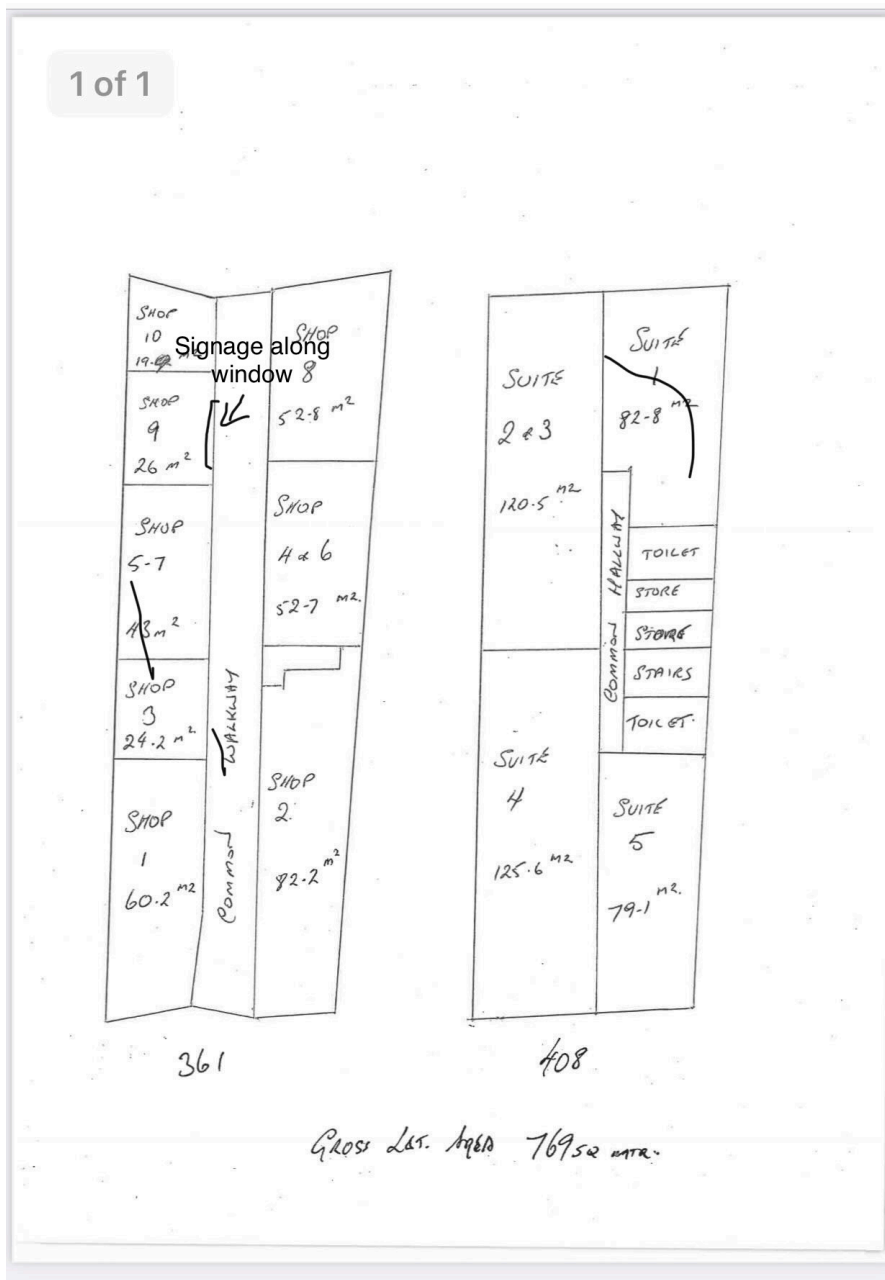 1 of 1
SHOP
10
Signage along
window
SHOP
8
52-8 m2
SHOP
9
26 m2
SHOP
5-7
43 m2
SHOP
4 & 6
52-7 m2.
SHOP
3
24.2 m2
SHOP
1
60.2 m2
COMMON WALKWAY
SHOP
2.
82.2 m2
361
SUITE
2 & 3
120.5 m2
SUITE
1
82-8 m2
COMMON HALLWAY
TOILET
STORE
STORE
STAIRS
TOILET.
SUITE
4
125.6 m2
SUITE
5
79-1 m2.
408
GROSS 769 SQ MTR.